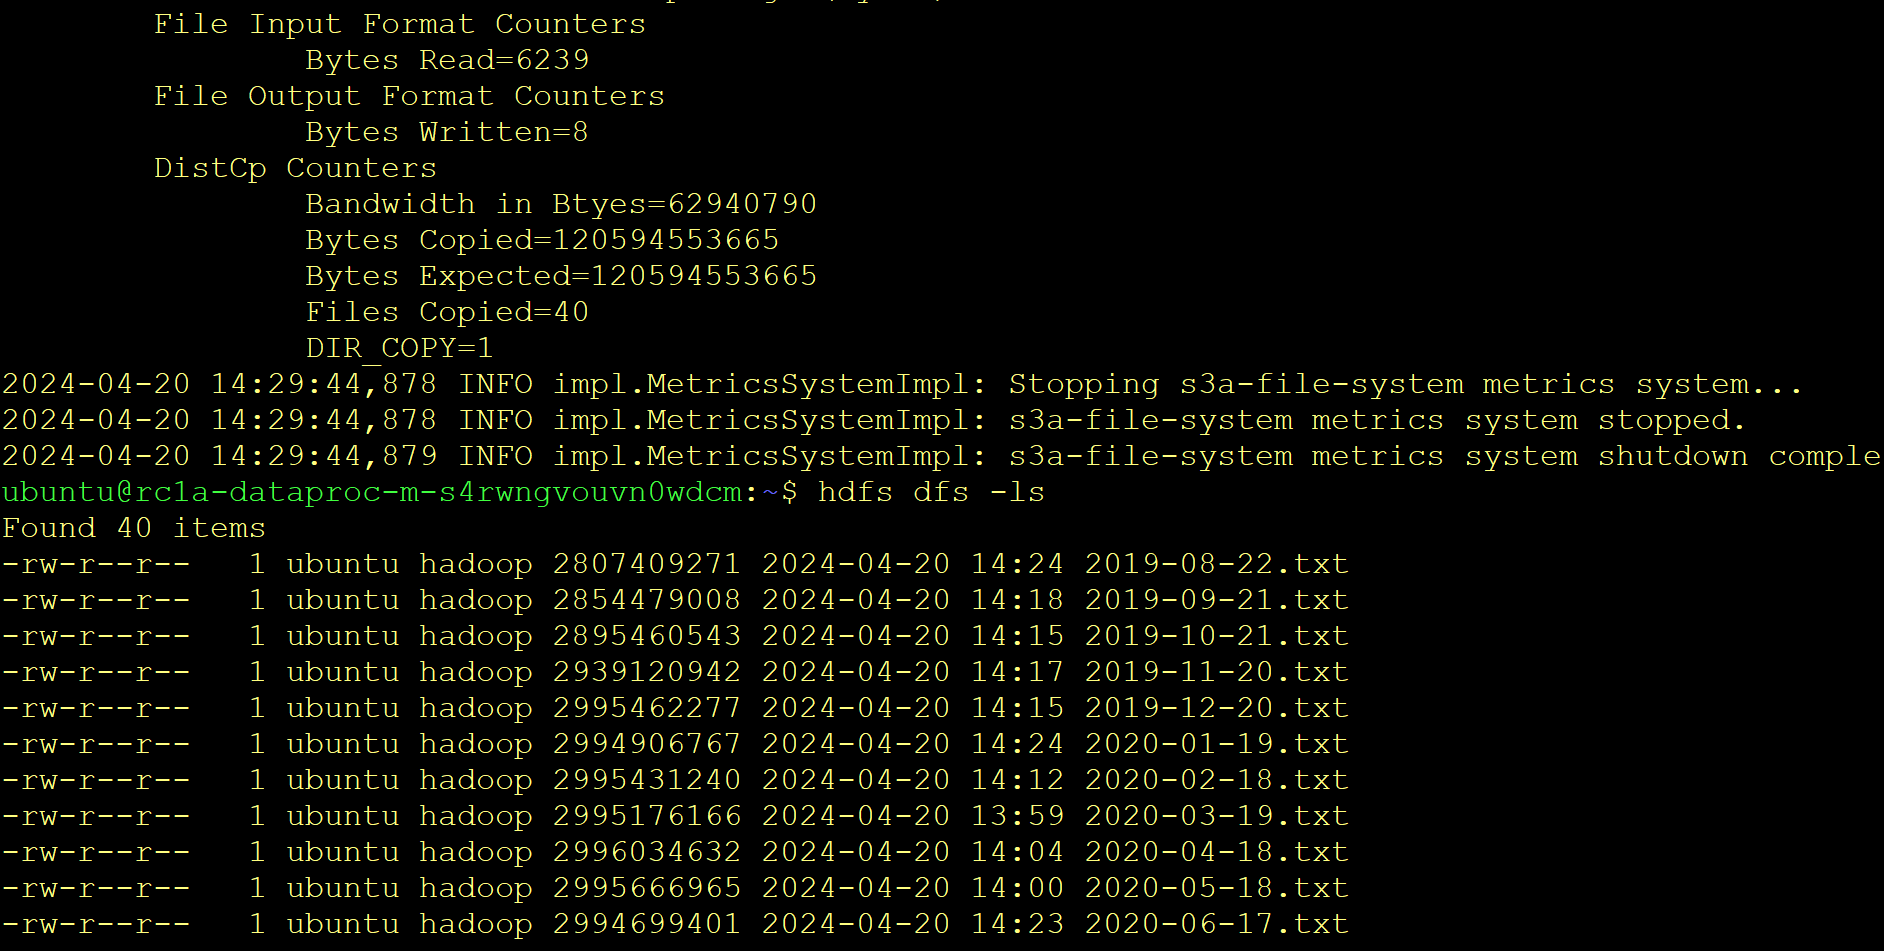 File Input Format Counters
Bytes Read=6239
File Output Format Counters
Bytes Written=8
DistCp Counters
Bandwidth in Btyes=62940790
Bytes Copied=120594553665
Bytes Expected=120594553665
Files Copied=40
DIR_COPY=1
2024-04-20 14:29:44,878 INFO impl.MetricsSystemImpl: Stopping s3a-file-system metrics system...
2024-04-20 14:29:44,878 INFO impl.MetricsSystemImpl: s3a-file-system metrics system stopped.
2024-04-20 14:29:44,879 INFO impl.MetricsSystemImpl: s3a-file-system metrics system shutdown comple
ubuntu@rc1a-dataproc-m-s4rwngvouvn0wdcm:~$ hdfs dfs -ls
Found 40 items
-rw-r--r--   1 ubuntu hadoop 2807409271 2024-04-20 14:24 2019-08-22.txt
-rw-r--r--   1 ubuntu hadoop 2854479008 2024-04-20 14:18 2019-09-21.txt
-rw-r--r--   1 ubuntu hadoop 2895460543 2024-04-20 14:15 2019-10-21.txt
-rw-r--r--   1 ubuntu hadoop 2939120942 2024-04-20 14:17 2019-11-20.txt
-rw-r--r--   1 ubuntu hadoop 2995462277 2024-04-20 14:15 2019-12-20.txt
-rw-r--r--   1 ubuntu hadoop 2994906767 2024-04-20 14:24 2020-01-19.txt
-rw-r--r--   1 ubuntu hadoop 2995431240 2024-04-20 14:12 2020-02-18.txt
-rw-r--r--   1 ubuntu hadoop 2995176166 2024-04-20 13:59 2020-03-19.txt
-rw-r--r--   1 ubuntu hadoop 2996034632 2024-04-20 14:04 2020-04-18.txt
-rw-r--r--   1 ubuntu hadoop 2995666965 2024-04-20 14:00 2020-05-18.txt
-rw-r--r--   1 ubuntu hadoop 2994699401 2024-04-20 14:23 2020-06-17.txt